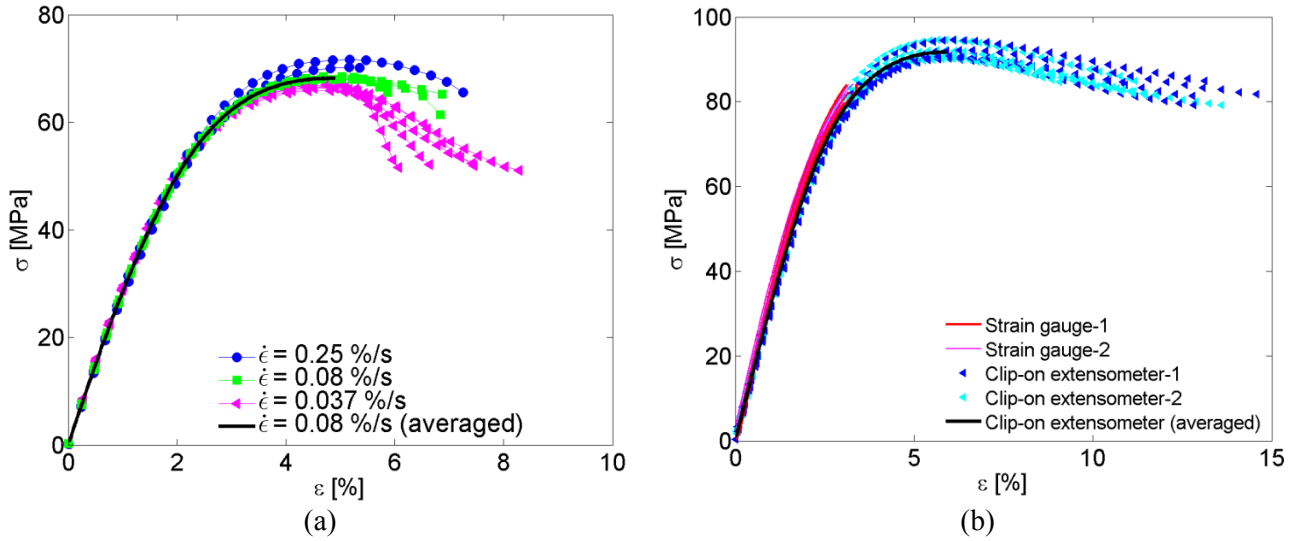 80
60
40
20
0
0 2 4 6 8 10
σ [MPa]
ε [%]
ϵ̇ = 0.25 %/s
ϵ̇ = 0.08 %/s
ϵ̇ = 0.037 %/s
ϵ̇ = 0.08 %/s (averaged)
(a)
100
80
60
40
20
0
0 5 10 15
σ [MPa]
ε [%]
Strain gauge-1
Strain gauge-2
Clip-on extensometer-1
Clip-on extensometer-2
Clip-on extensometer (averaged)
(b)